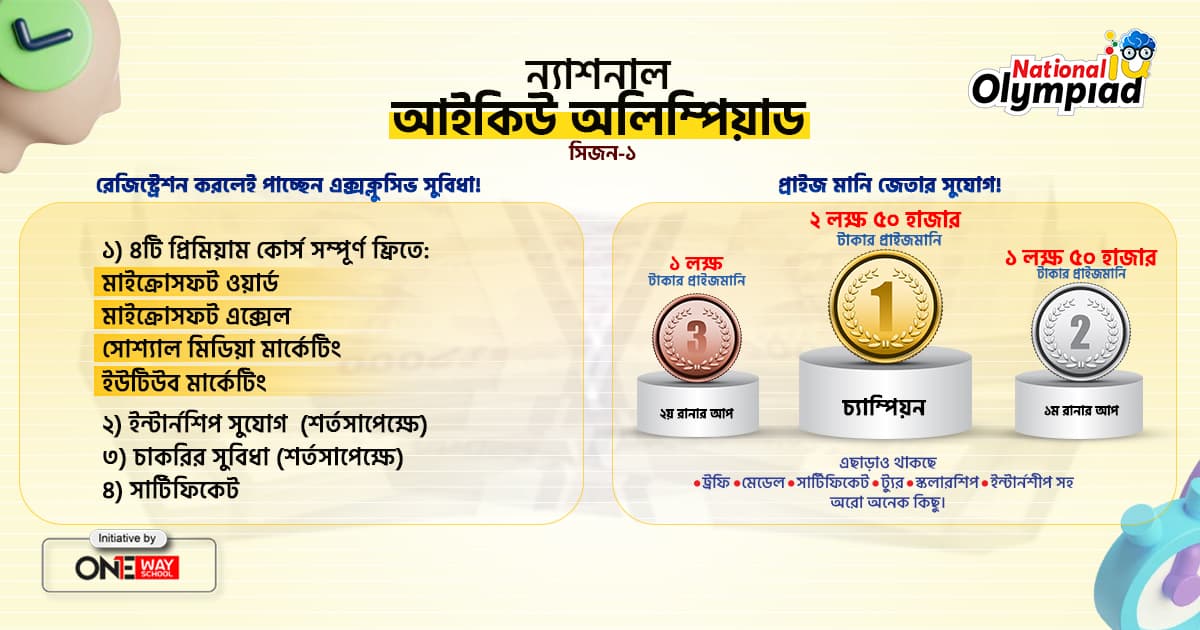 ন্যাশনাল
আইকিউ অলিম্পিয়াড
সিজন-১
National IQ
Olympiad
রেজিস্ট্রেশন করলেই পাচ্ছেন এক্সক্লুসিভ সুবিধা!
১) ৪টি প্রিমিয়াম কোর্স সম্পূর্ণ ফ্রিতে:
মাইক্রোসফট ওয়ার্ড
মাইক্রোসফট এক্সেল
সোশ্যাল মিডিয়া মার্কেটিং
ইউটিউব মার্কেটিং
২) ইন্টার্নশিপ সুযোগ (শর্তসাপেক্ষে)
৩) চাকরির সুবিধা (শর্তসাপেক্ষে)
৪) সার্টিফিকেট
প্রাইজ মানি জেতার সুযোগ!
১ লক্ষ
টাকার প্রাইজমানি
3
২য় রানার আপ
২ লক্ষ ৫০ হাজার
টাকার প্রাইজমানি
1
চ্যাম্পিয়ন
১ লক্ষ ৫০ হাজার
টাকার প্রাইজমানি
2
১ম রানার আপ
এছাড়াও থাকছে
•ট্রফি •মেডেল •সার্টিফিকেট •ট্যুর •স্কলারশিপ •ইন্টার্নশীপ সহ
অরো অনেক কিছু।
Initiative by
ONE WAY
SCHOOL